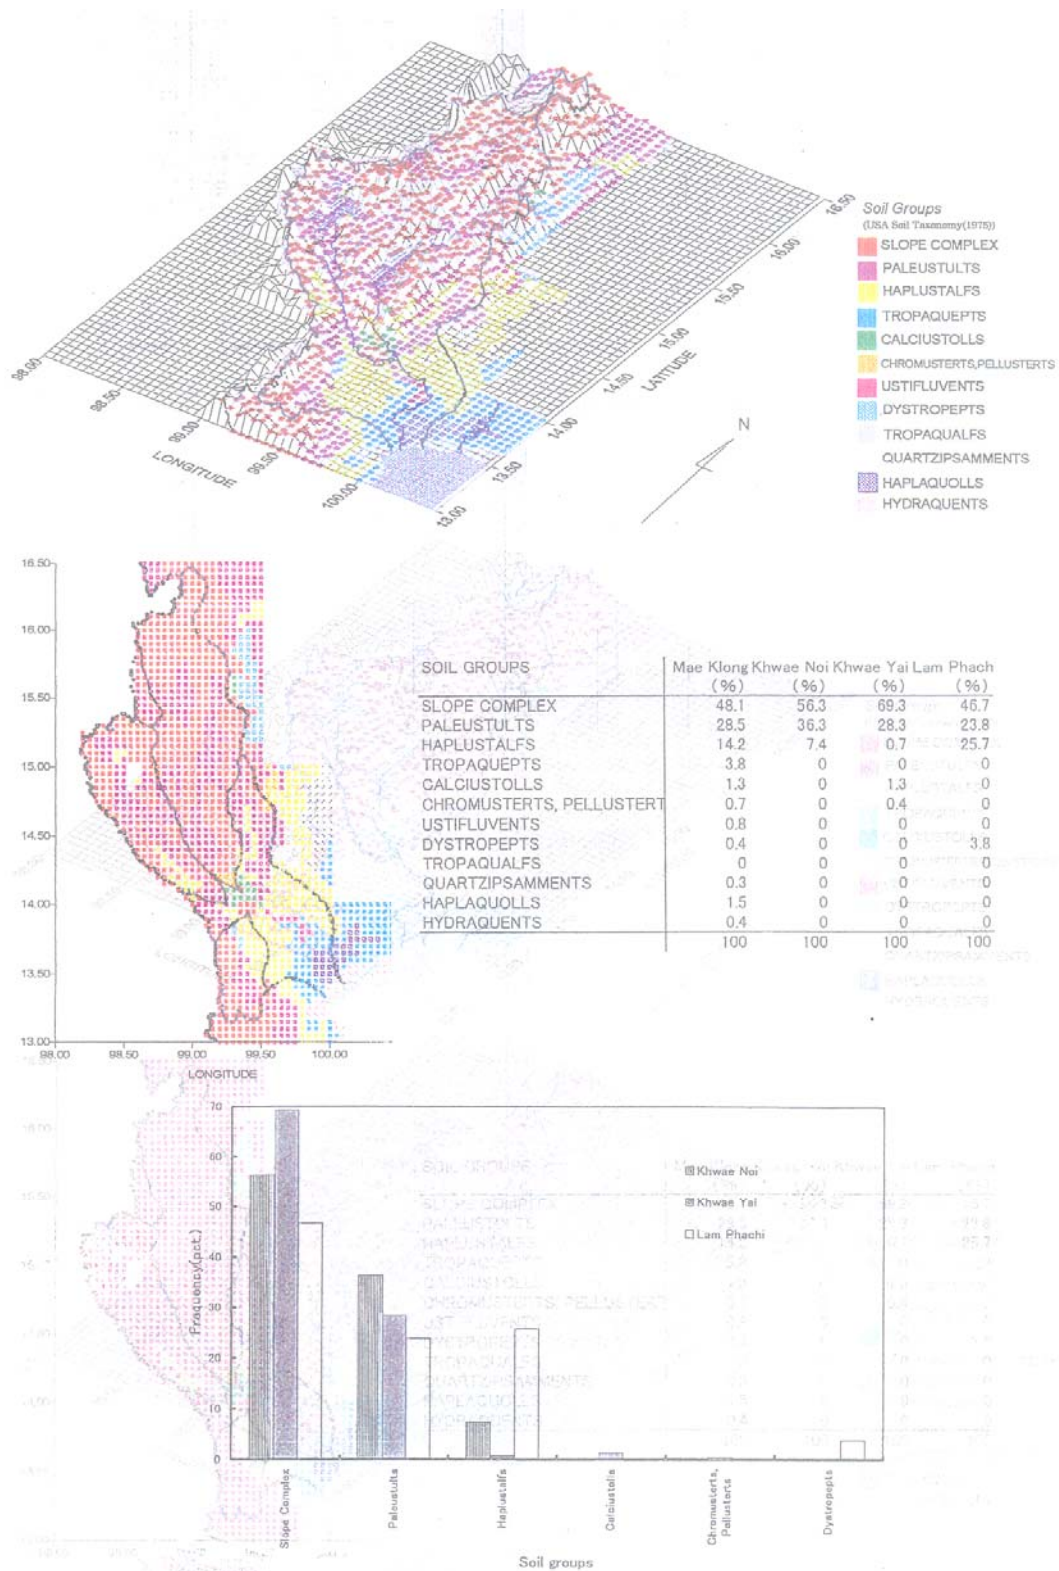 16.50
16.00
15.50
15.00
14.50
14.00
13.50
13.00
LATITUDE
98.00
98.50
99.00
99.50
100.00
LONGITUDE
N
Soil Groups
(USA Soil Taxonomy(1975))
SLOPE COMPLEX
PALEUSTULTS
HAPLUSTALFS
TROPAQUEPTS
CALCIUSTOLLS
CHROMUSTERTS,PELLUSTERTS
USTIFLUVENTS
DYSTROPEPTS
TROPAQUALFS
QUARTZIPSAMMENTS
HAPLAQUOLLS
HYDRAQUENTS
16.50
16.00
15.50
15.00
14.50
14.00
13.50
13.00
98.00 98.50 99.00 99.50 100.00
LONGITUDE
SOIL GROUPS Mae Klong Khwae Noi Khwae Yai Lam Phach
(%) (%) (%) (%)
SLOPE COMPLEX 48.1 56.3 69.3 46.7
PALEUSTULTS 28.5 36.3 28.3 23.8
HAPLUSTALFS 14.2 7.4 0.7 25.7
TROPAQUEPTS 3.8 0 0 0
CALCIUSTOLLS 1.3 0 1.3 0
CHROMUSTERTS, PELLUSTERT 0.7 0 0.4 0
USTIFLUVENTS 0.8 0 0 0
DYSTROPEPTS 0.4 0 0 3.8
TROPAQUALFS 0 0 0 0
QUARTZIPSAMMENTS 0.3 0 0 0
HAPLAQUOLLS 1.5 0 0 0
HYDRAQUENTS 0.4 0 0 0
100 100 100 100
70
60
50
40
30
20
10
0
Fraquency(pct.)
Khwae Noi
Khwae Yai
Lam Phachi
Slope Complex
Paleustults
Haplustalfs
Calciustolls
Chromusterts,
Pallusterts
Dystropepts
Soil groups